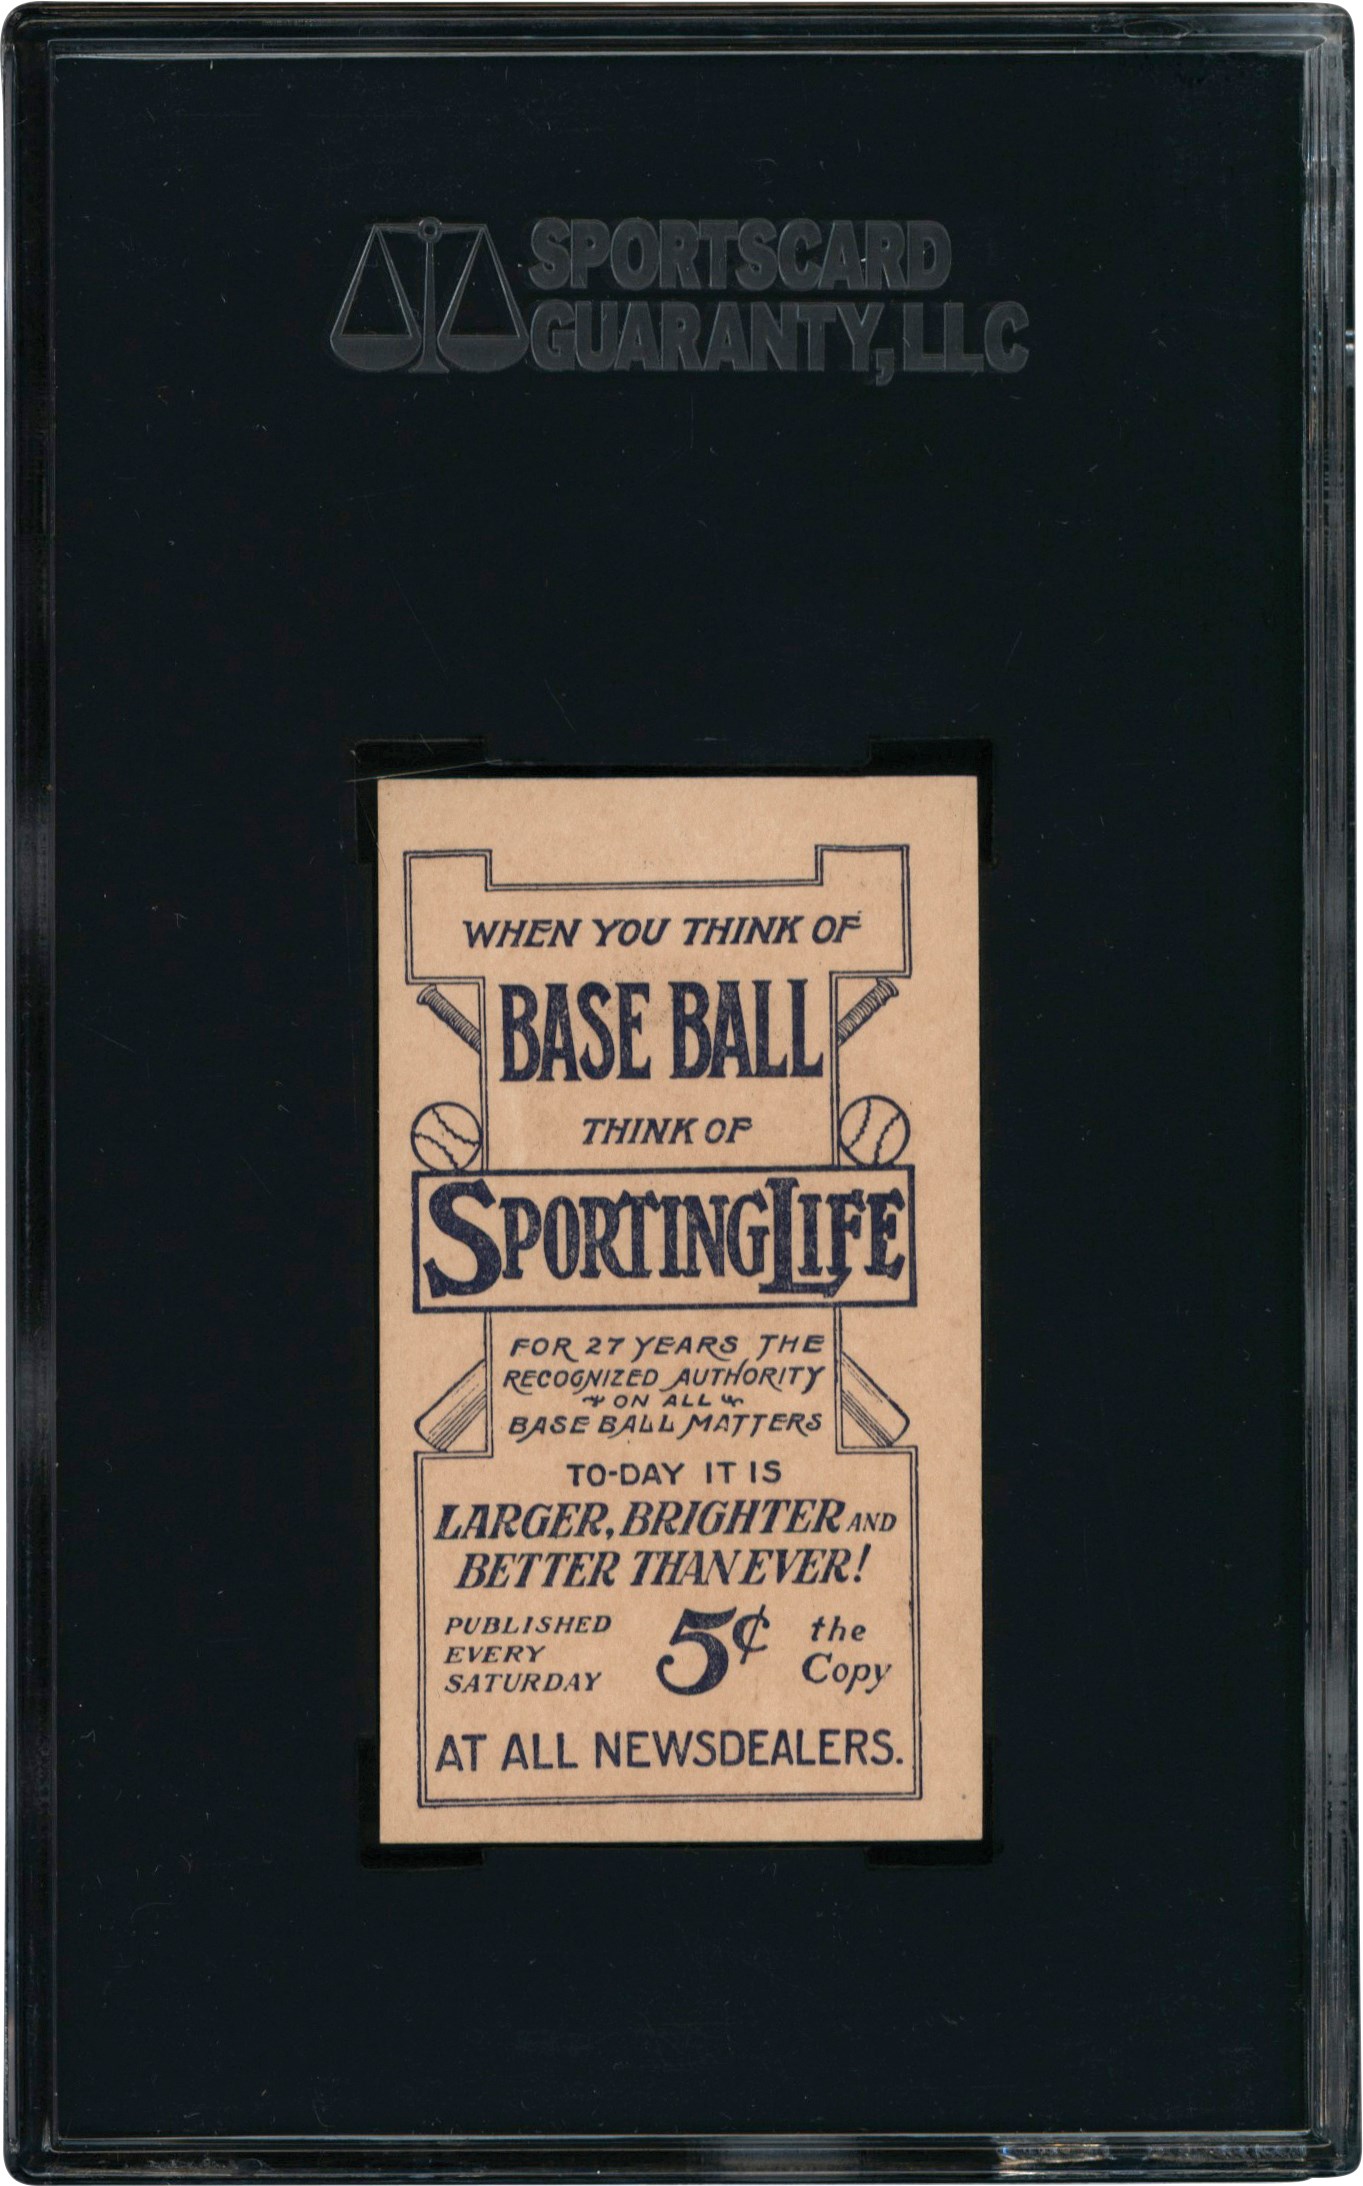 SPORTSCARD
GUARANTY, LLC
WHEN YOU THINK OF
BASE BALL
THINK OF
SPORTING LIFE
FOR 27 YEARS THE
RECOGNIZED AUTHORITY
ON ALL
BASE BALL MATTERS
TO-DAY IT IS
LARGER, BRIGHTER AND
BETTER THAN EVER!
PUBLISHED
EVERY
SATURDAY
5¢
the
Copy
AT ALL NEWSDEALERS.